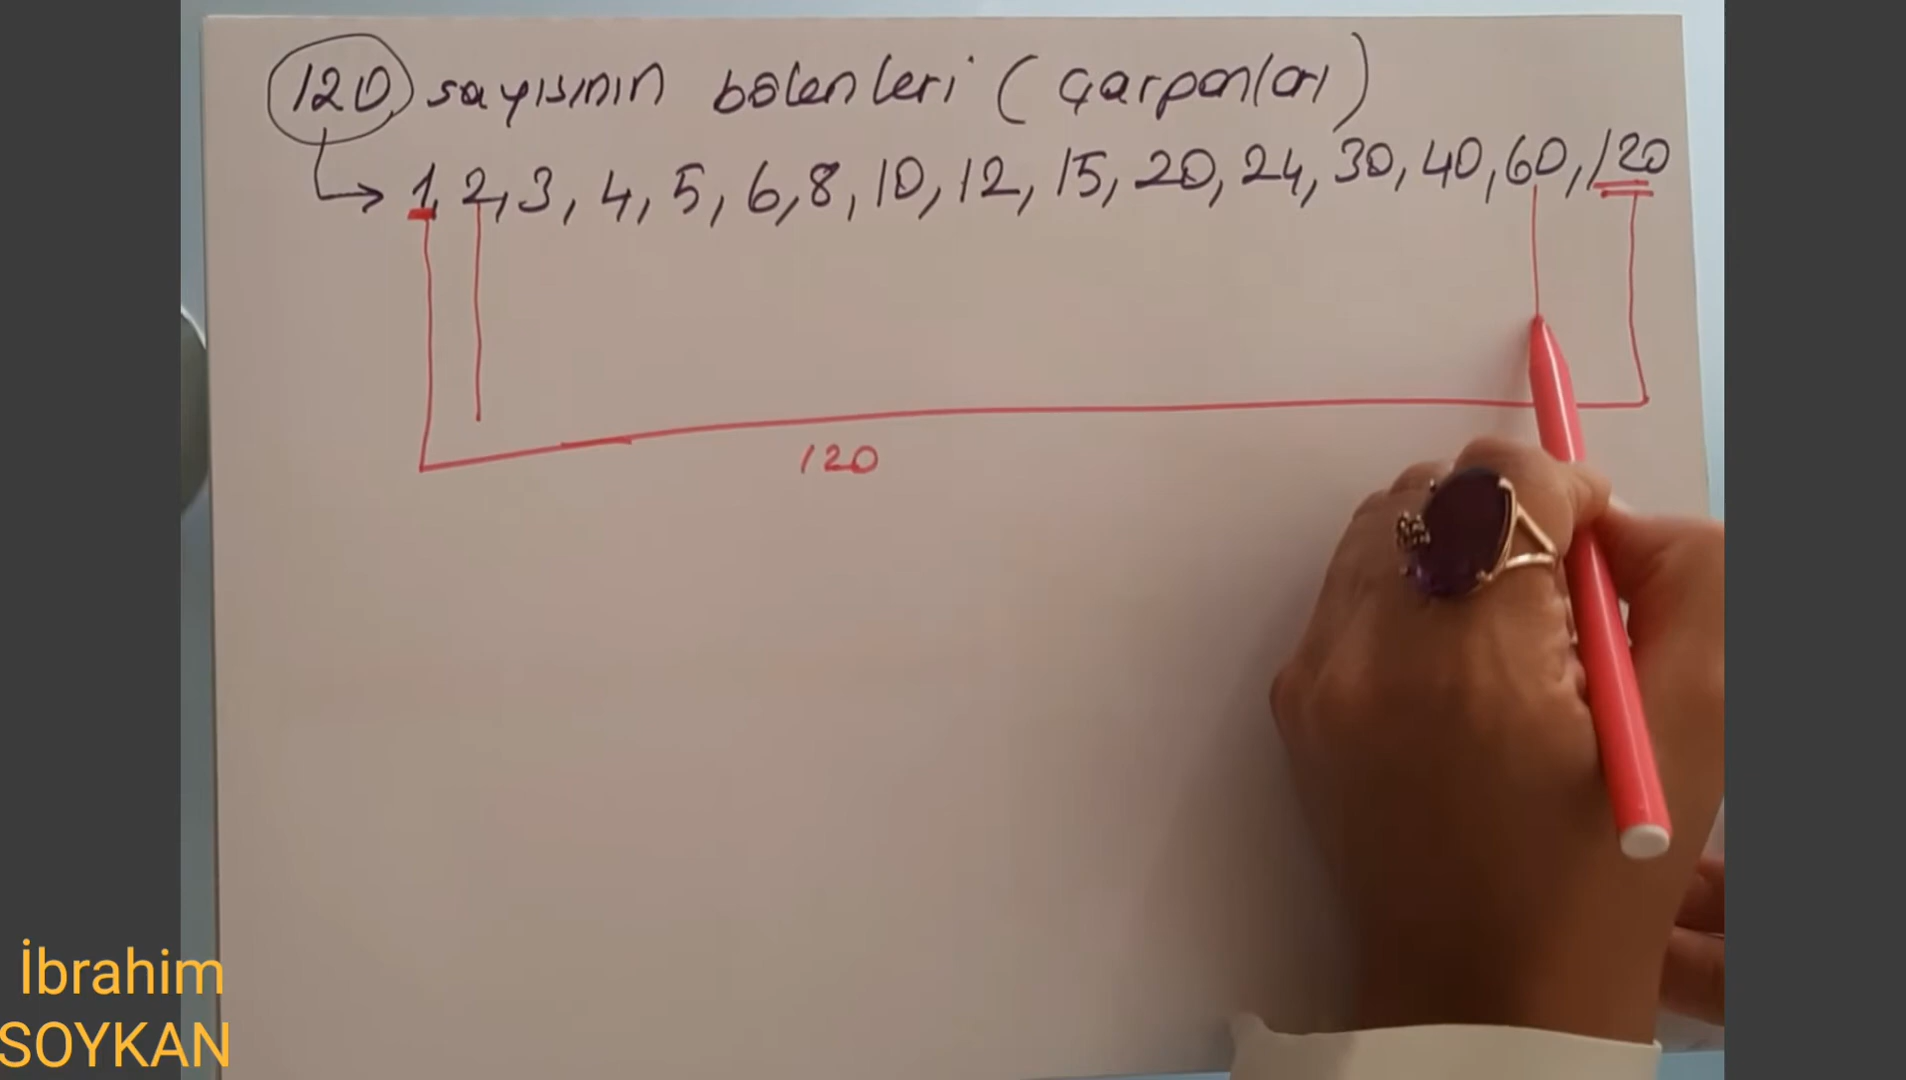 120 sayısının bölenleri (çarpanları)
1, 2, 3, 4, 5, 6, 8, 10, 12, 15, 20, 24, 30, 40, 60, 120
120
İbrahim
SOYKAN